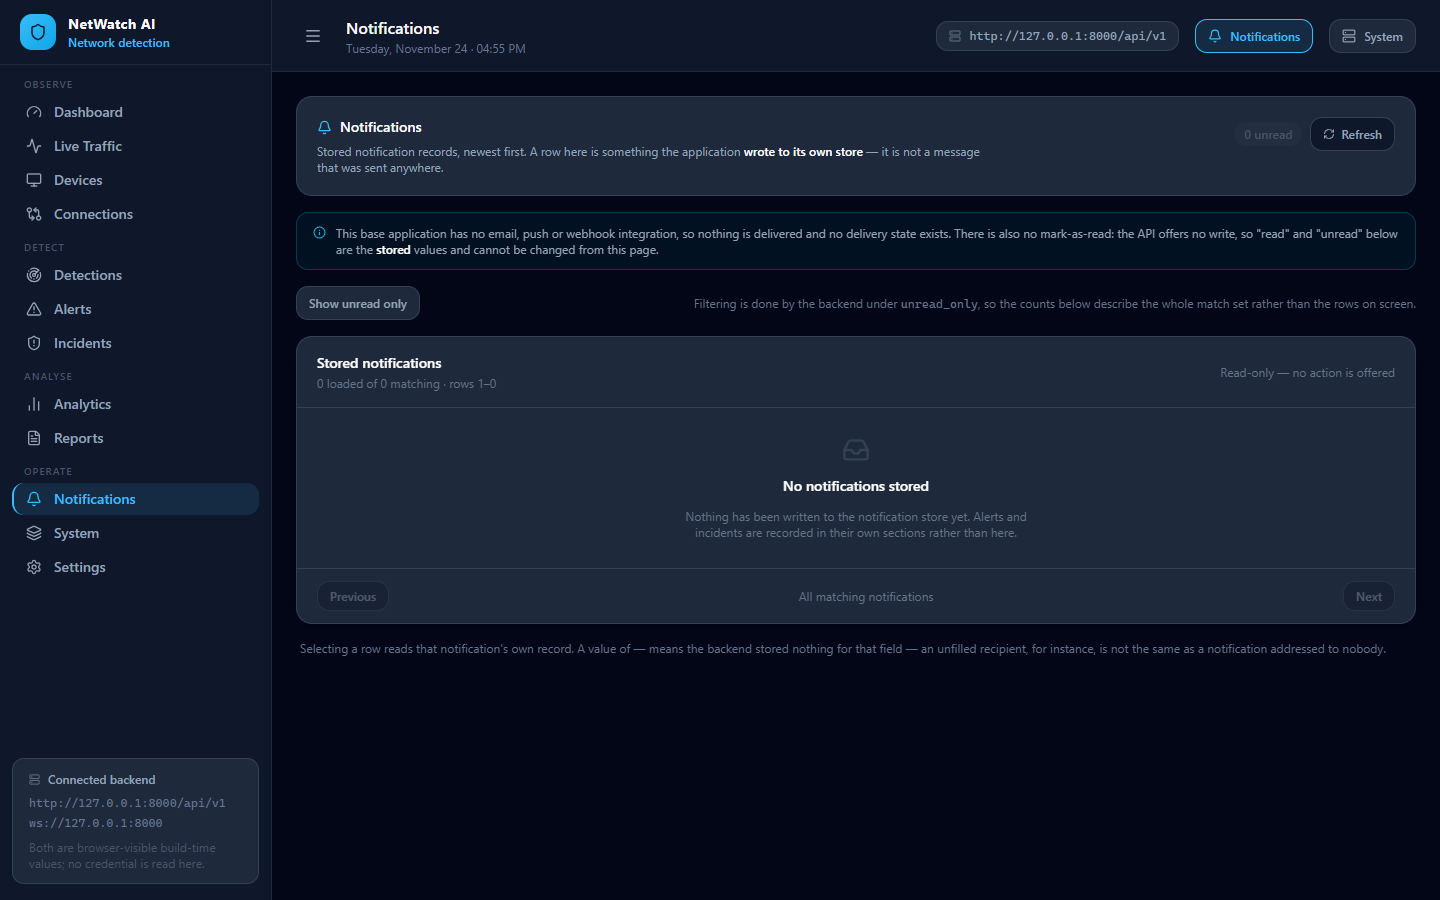 NetWatch AI
Network detection
OBSERVE
Dashboard
Live Traffic
Devices
Connections
DETECT
Detections
Alerts
Incidents
ANALYSE
Analytics
Reports
OPERATE
Notifications
System
Settings
Connected backend
http://127.0.0.1:8000/api/v1
ws://127.0.0.1:8000
Both are browser-visible build-time
values; no credential is read here.
Notifications
Tuesday, November 24 · 04:55 PM
http://127.0.0.1:8000/api/v1
Notifications
System
Notifications
Stored notification records, newest first. A row here is something the application wrote to its own store — it is not a message
that was sent anywhere.
0 unread
Refresh
This base application has no email, push or webhook integration, so nothing is delivered and no delivery state exists. There is also no mark-as-read: the API offers no write, so "read" and "unread" below
are the stored values and cannot be changed from this page.
Show unread only
Filtering is done by the backend under unread_only, so the counts below describe the whole match set rather than the rows on screen.
Stored notifications
0 loaded of 0 matching · rows 1–0
Read-only — no action is offered
No notifications stored
Nothing has been written to the notification store yet. Alerts and
incidents are recorded in their own sections rather than here.
Previous
All matching notifications
Next
Selecting a row reads that notification's own record. A value of — means the backend stored nothing for that field — an unfilled recipient, for instance, is not the same as a notification addressed to nobody.